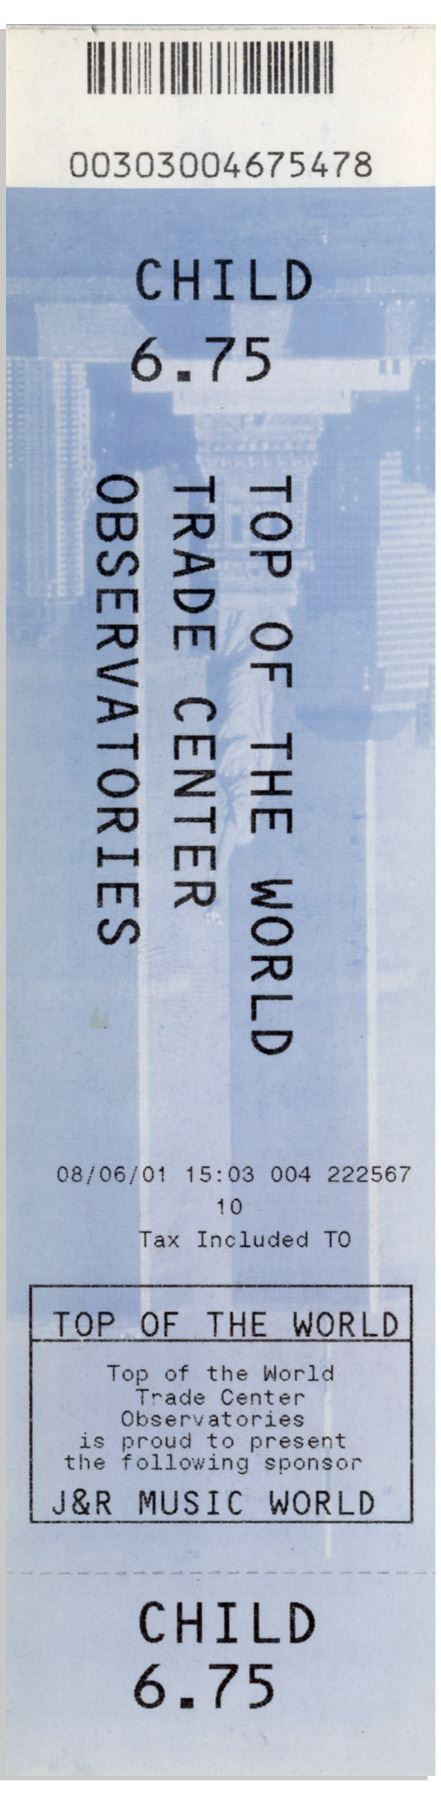 00303004675478
CHILD
6.75
TOP OF THE WORLD
TRADE CENTER
OBSERVATORIES
08/06/01 15:03 004 222567
10
Tax Included TO
TOP OF THE WORLD
Top of the World
Trade Center
Observatories
is proud to present
the following sponsor
J&R MUSIC WORLD
CHILD
6.75